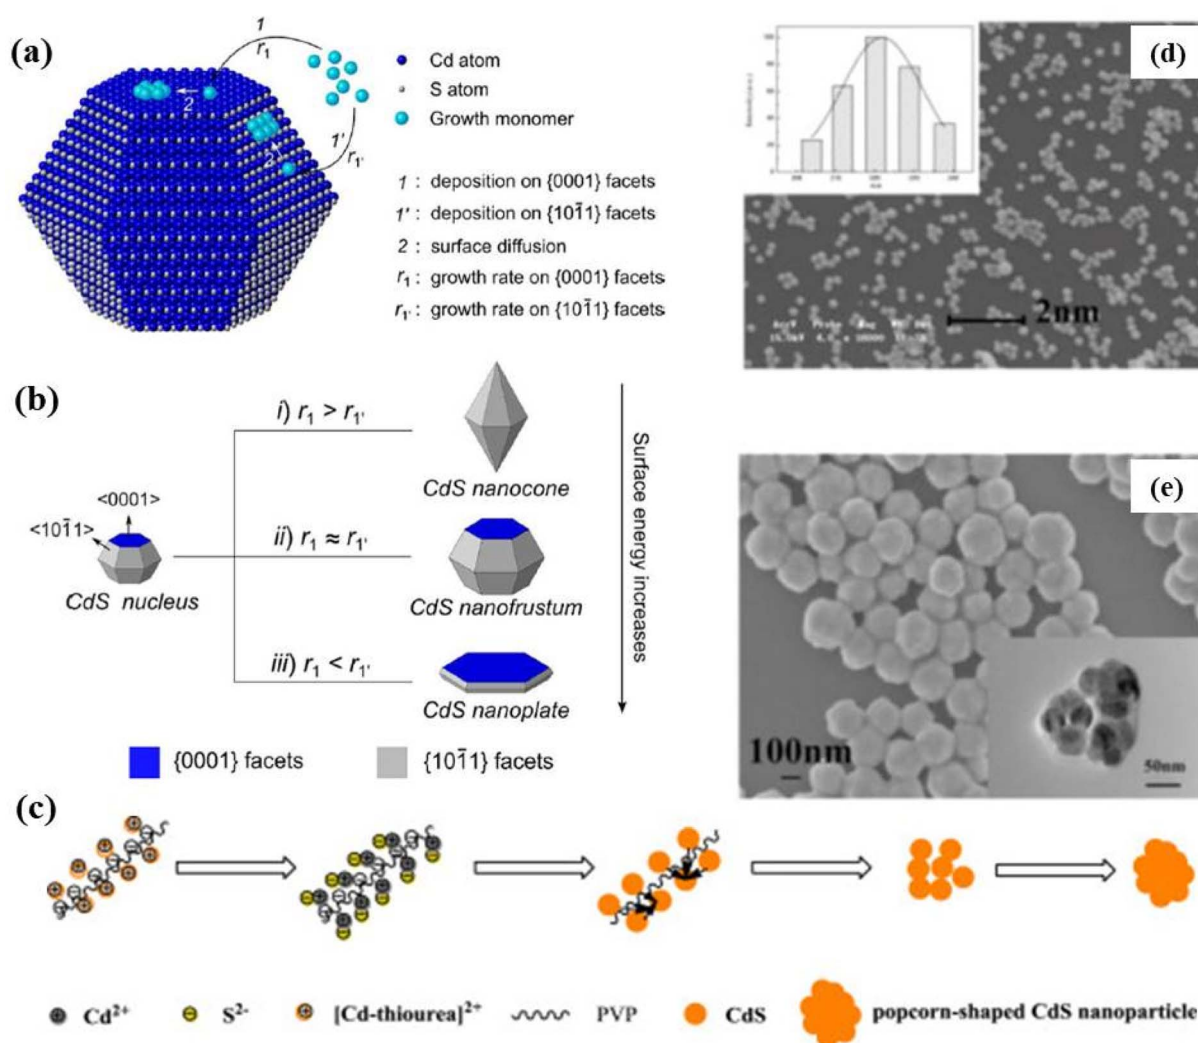 (a)
1
r₁
2
1'
r₁'
2'
Cd atom
S atom
Growth monomer
1 : deposition on {0001} facets
1' : deposition on {101̄1} facets
2 : surface diffusion
r₁ : growth rate on {0001} facets
r₁' : growth rate on {101̄1} facets
(d)
2nm
(b)
<0001>
<101̄1>
CdS nucleus
i) r₁ > r₁'
CdS nanocone
ii) r₁ ≈ r₁'
CdS nanofrustum
iii) r₁ < r₁'
CdS nanoplate
Surface energy increases
{0001} facets
{101̄1} facets
(e)
100nm
50nm
(c)
Cd²⁺
S²⁻
[Cd-thiourea]²⁺
PVP
CdS
popcorn-shaped CdS nanoparticle